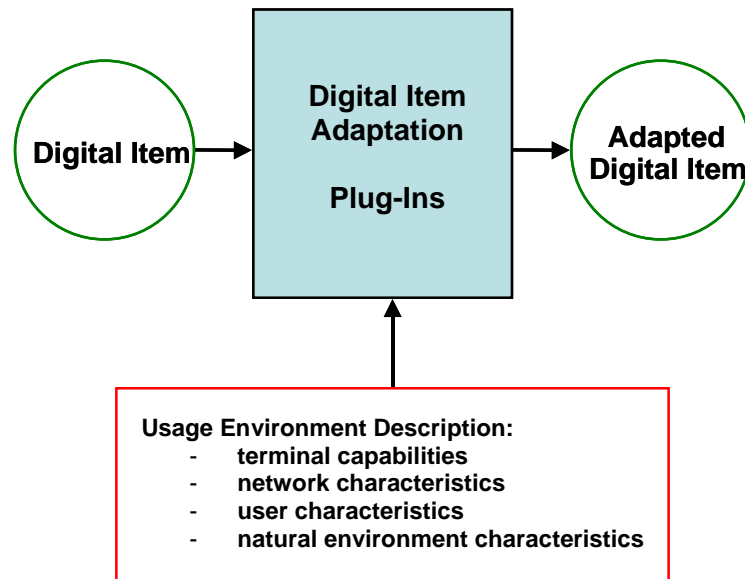 Digital Item
Digital Item
Adaptation
Plug-Ins
Adapted
Digital Item
Usage Environment Description:
- terminal capabilities
- network characteristics
- user characteristics
- natural environment characteristics